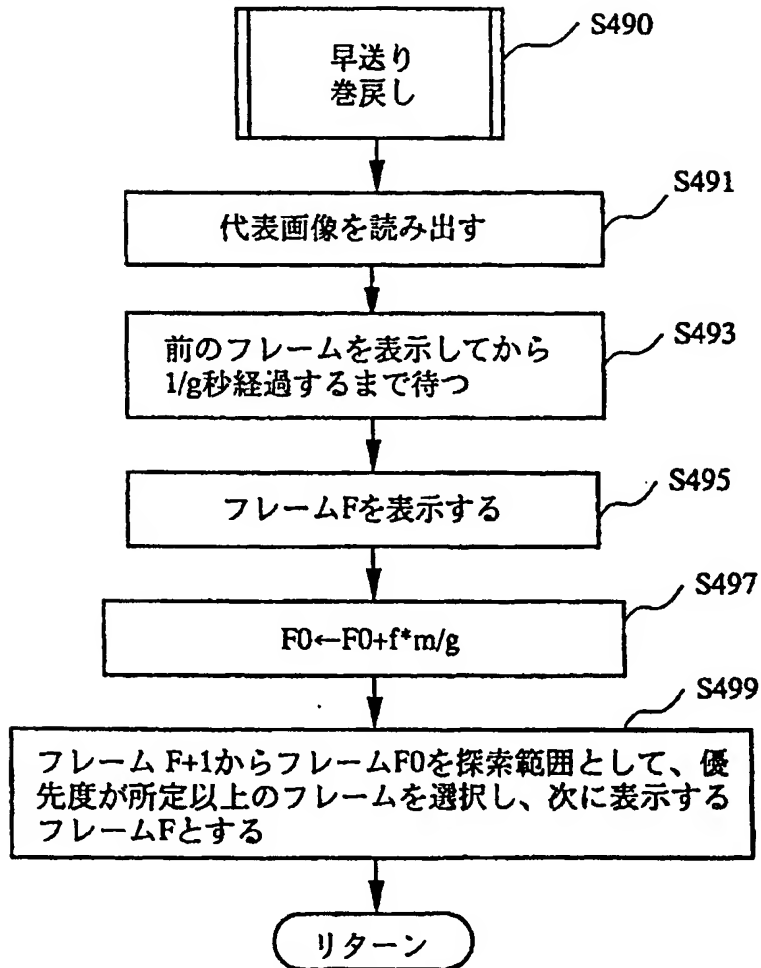 S490
早送り
巻戻し
S491
代表画像を読み出す
S493
前のフレームを表示してから
1/g秒経過するまで待つ
S495
フレームFを表示する
S497
F0←F0+f*m/g
S499
フレーム F+1からフレームF0を探索範囲として、優
先度が所定以上のフレームを選択し、次に表示する
フレームFとする
リターン